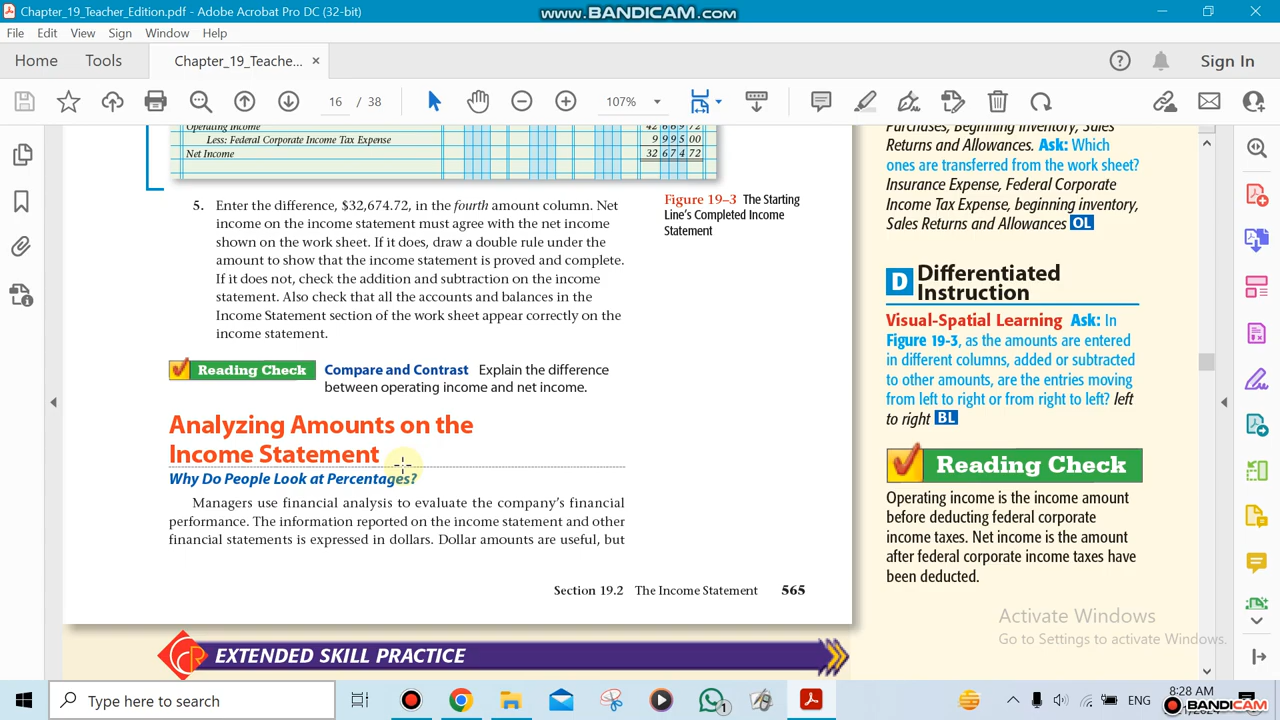 Chapter_19_Teacher_Edition.pdf - Adobe Acrobat Pro DC (32-bit)
www.BANDICAM.com
File Edit View Sign Window Help
Home Tools Chapter_19_Teache... × Sign In
16 / 38 107%
Operating Income 42 669 72
Less: Federal Corporate Income Tax Expense 9 995 00
Net Income 32 674 72
5. Enter the difference, $32,674.72, in the fourth amount column. Net
income on the income statement must agree with the net income
shown on the work sheet. If it does, draw a double rule under the
amount to show that the income statement is proved and complete.
If it does not, check the addition and subtraction on the income
statement. Also check that all the accounts and balances in the
Income Statement section of the work sheet appear correctly on the
income statement.
Figure 19–3 The Starting
Line's Completed Income
Statement
Reading Check Compare and Contrast Explain the difference
between operating income and net income.
Analyzing Amounts on the
Income Statement
Why Do People Look at Percentages?
Managers use financial analysis to evaluate the company's financial
performance. The information reported on the income statement and other
financial statements is expressed in dollars. Dollar amounts are useful, but
Section 19.2 The Income Statement 565
EXTENDED SKILL PRACTICE
Purchases, Beginning Inventory, Sales
Returns and Allowances. Ask: Which
ones are transferred from the work sheet?
Insurance Expense, Federal Corporate
Income Tax Expense, beginning inventory,
Sales Returns and Allowances OL
D Differentiated
Instruction
Visual-Spatial Learning Ask: In
Figure 19-3, as the amounts are entered
in different columns, added or subtracted
to other amounts, are the entries moving
from left to right or from right to left? left
to right BL
Reading Check
Operating income is the income amount
before deducting federal corporate
income taxes. Net income is the amount
after federal corporate income taxes have
been deducted.
Activate Windows
Go to Settings to activate Windows.
Type here to search
1
ENG
8:28 AM
BANDICAM